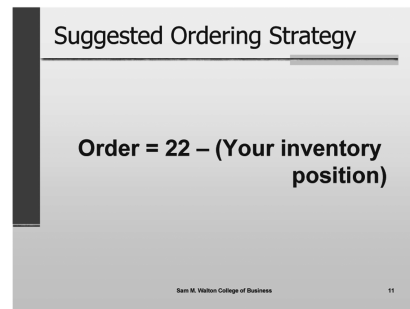 Suggested Ordering Strategy
Order = 22 – (Your inventory
position)
Sam M. Walton College of Business
11